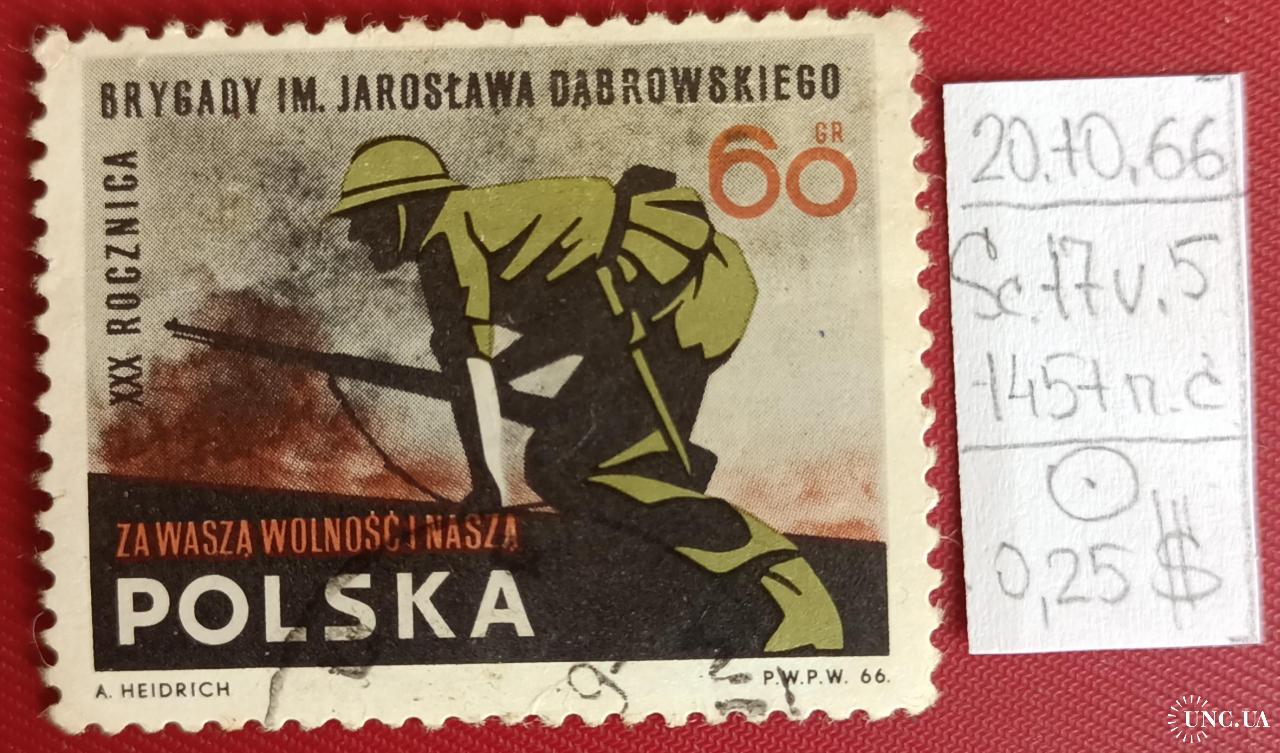 BRYGADY IM. JAROSŁAWA DĄBROWSKIEGO
XXX ROCZNICA
60 GR
ZA WASZĄ WOLNOŚĆ I NASZĄ
POLSKA
A. HEIDRICH
P.W.P.W. 66.
20.10.66
Sc.17v.5
1457 n.c
0,25 $
UNC.UA